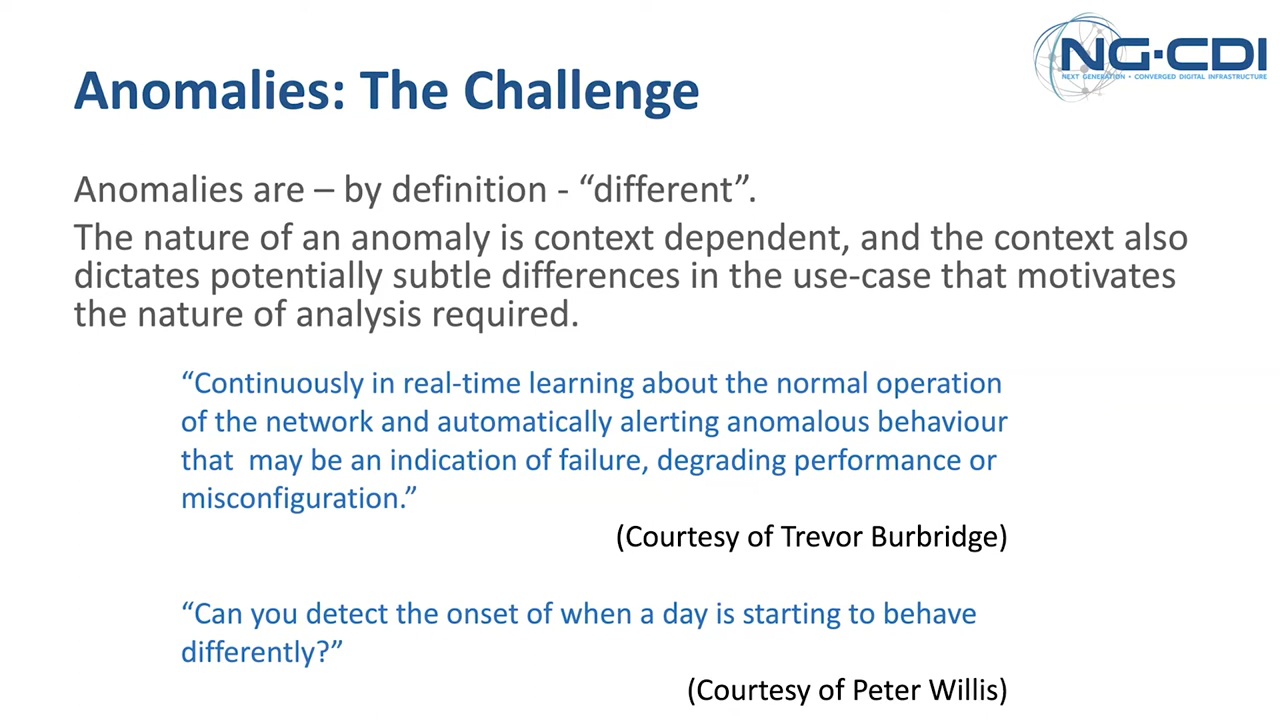 NG-CDI
NEXT GENERATION • CONVERGED DIGITAL INFRASTRUCTURE
Anomalies: The Challenge
Anomalies are – by definition - “different”.
The nature of an anomaly is context dependent, and the context also
dictates potentially subtle differences in the use-case that motivates
the nature of analysis required.
“Continuously in real-time learning about the normal operation
of the network and automatically alerting anomalous behaviour
that  may be an indication of failure, degrading performance or
misconfiguration.”
(Courtesy of Trevor Burbridge)
“Can you detect the onset of when a day is starting to behave
differently?”
(Courtesy of Peter Willis)